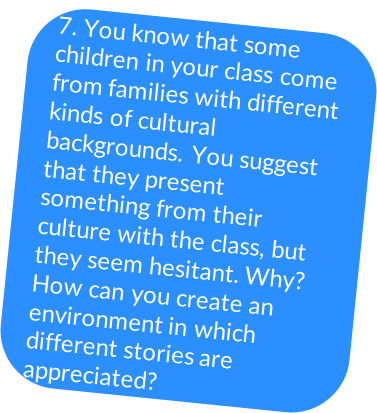 7. You know that some
children in your class come
from families with different
kinds of cultural
backgrounds. You suggest
that they present
something from their
culture with the class, but
they seem hesitant. Why?
How can you create an
environment in which
different stories are
appreciated?